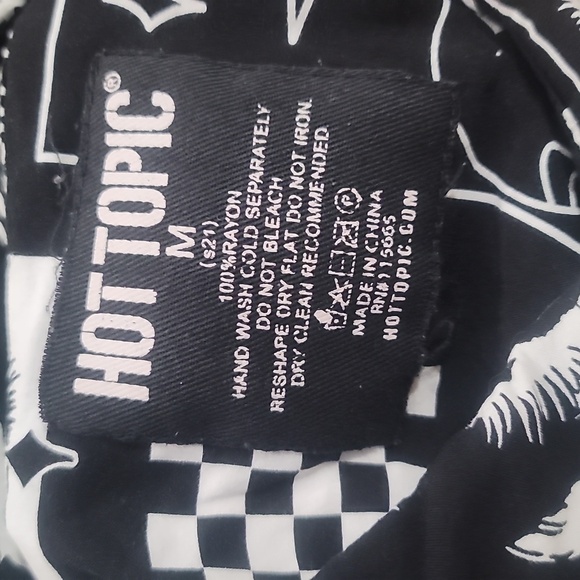 HOT TOPIC®
M
(s21)
100%RAYON
HAND WASH COLD SEPARATELY
DO NOT BLEACH
RESHAPE DRY FLAT DO NOT IRON.
DRY CLEAN RECOMMENDED
P
MADE IN CHINA
RN#115665
HOTTOPIC.COM